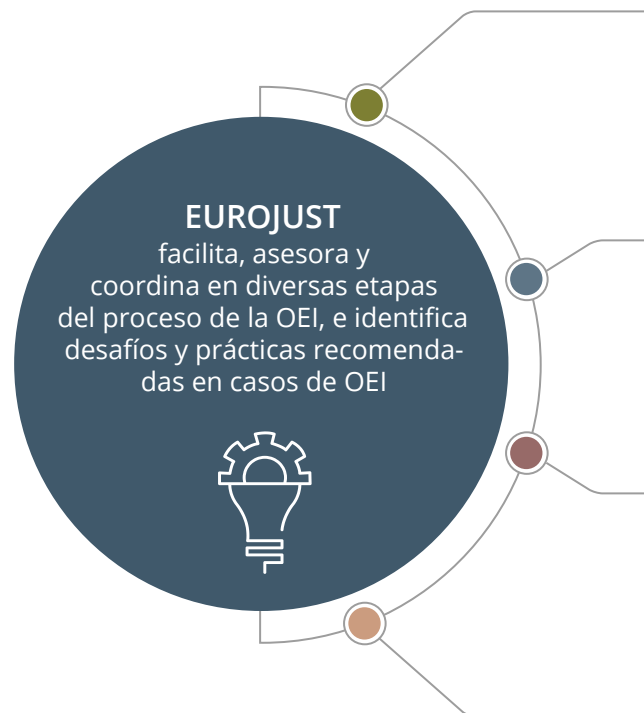 EUROJUST
facilita, asesora y
coordina en diversas etapas
del proceso de la OEI, e identifica
desafíos y prácticas recomenda-
das en casos de OEI